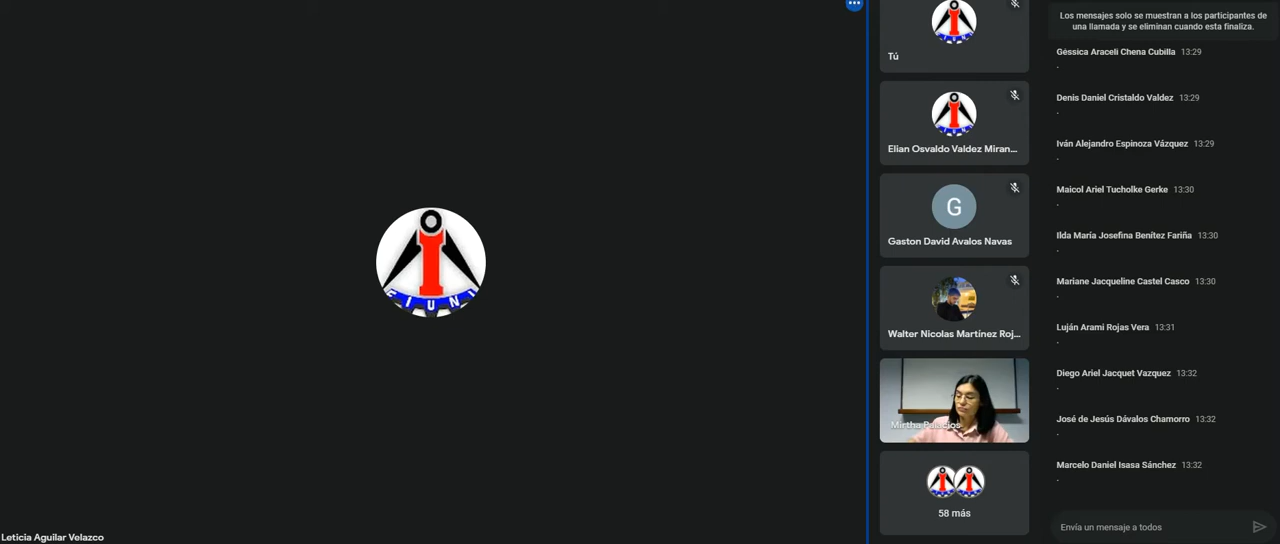 Los mensajes solo se muestran a los participantes de
una llamada y se eliminan cuando esta finaliza.
Tú
Elian Osvaldo Valdez Miran...
G
Gaston David Avalos Navas
Walter Nicolas Martínez Roj...
Mirtha Palacios
58 más
EIUNI
Leticia Aguilar Velazco
Géssica Araceli Chena Cubilla 13:29
.
Denis Daniel Cristaldo Valdez 13:29
.
Iván Alejandro Espinoza Vázquez 13:29
.
Maicol Ariel Tucholke Gerke 13:30
.
Ilda María Josefina Benítez Fariña 13:30
.
Mariane Jacqueline Castel Casco 13:30
.
Luján Arami Rojas Vera 13:31
.
Diego Ariel Jacquet Vazquez 13:32
.
José de Jesús Dávalos Chamorro 13:32
.
Marcelo Daniel Isasa Sánchez 13:32
.
Envía un mensaje a todos